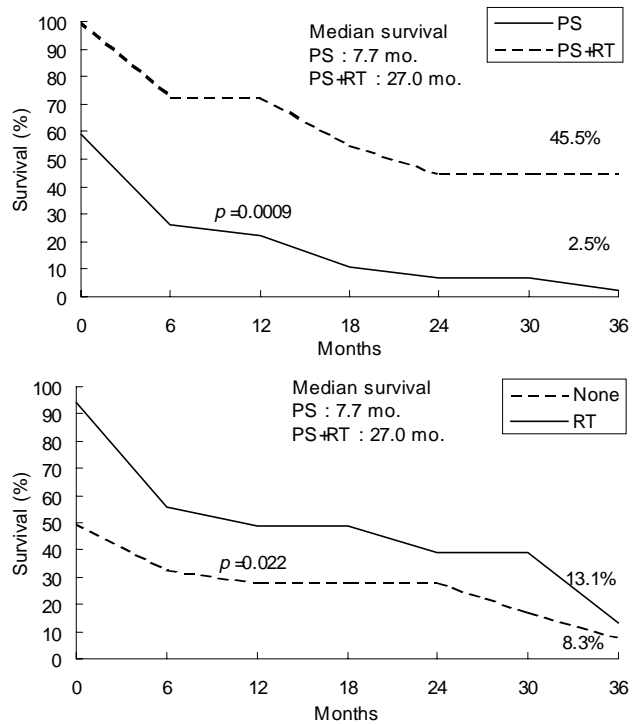 Median survival
PS : 7.7 mo.
PS+RT : 27.0 mo.
PS
PS+RT
Survival (%)
100
90
80
70
60
50
40
30
20
10
0
45.5%
p =0.0009
2.5%
0 6 12 18 24 30 36
Months
Median survival
PS : 7.7 mo.
PS+RT : 27.0 mo.
None
RT
Survival (%)
100
90
80
70
60
50
40
30
20
10
0
p =0.022
13.1%
8.3%
0 6 12 18 24 30 36
Months